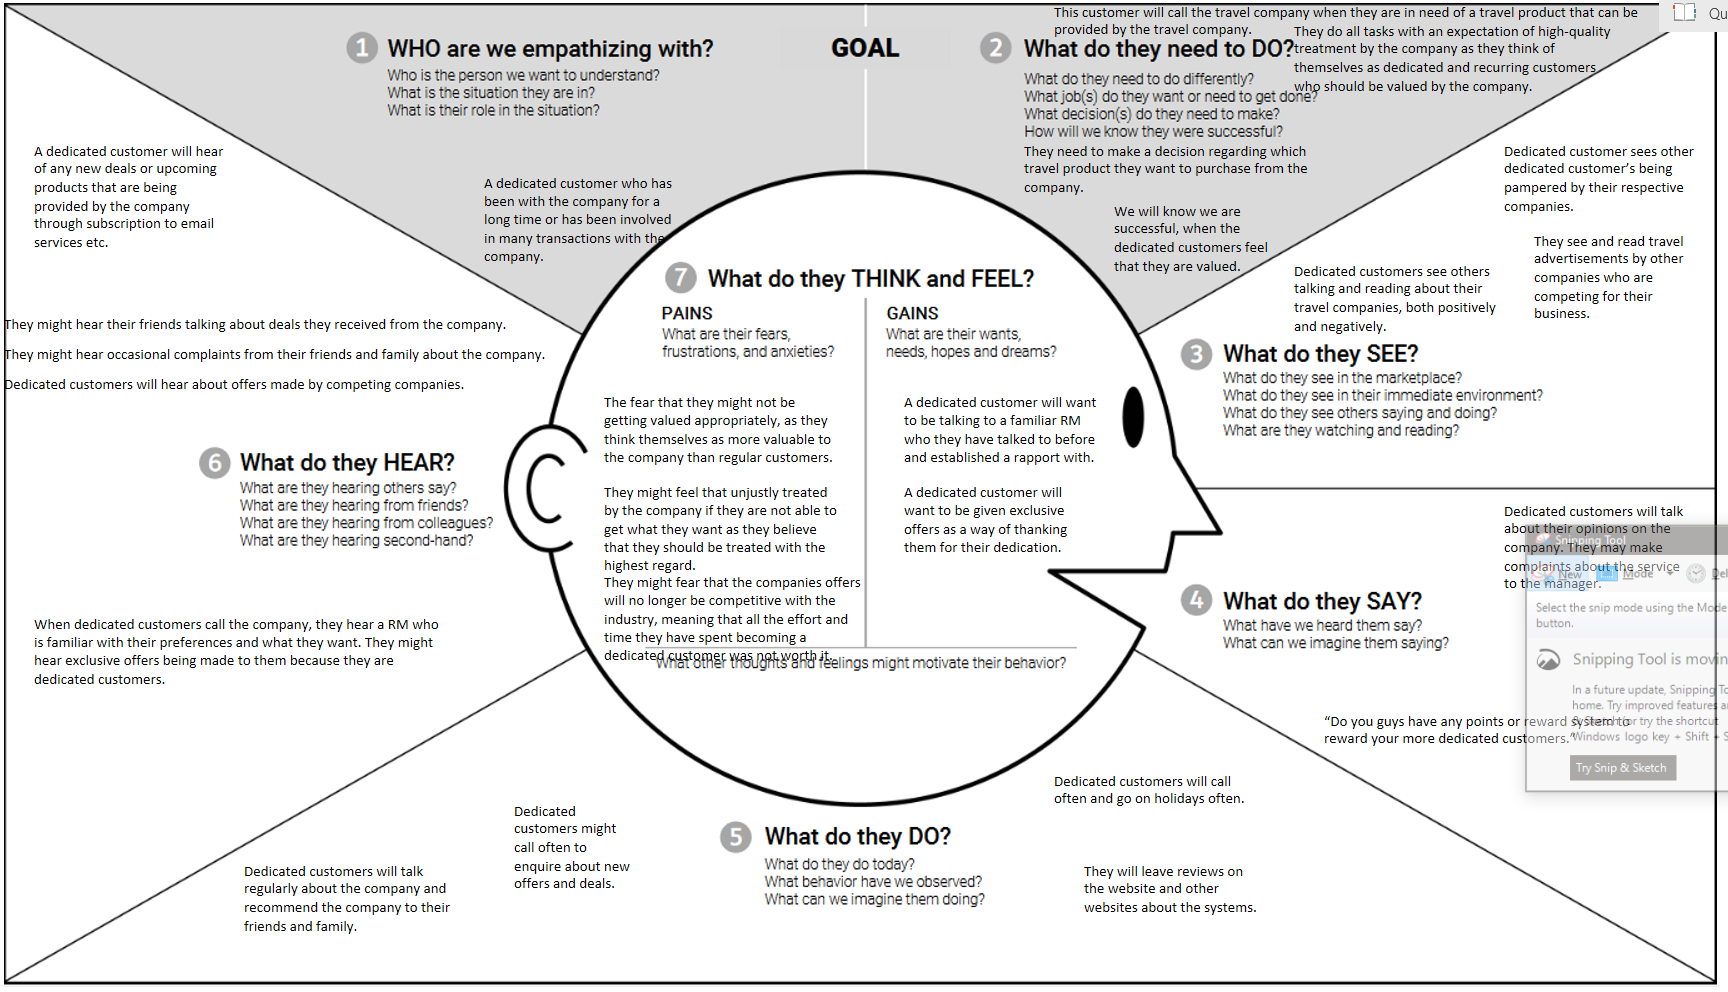 This customer will call the travel company when they are in need of a travel product that can be
provided by the travel company.
Qu
1 WHO are we empathizing with?
Who is the person we want to understand?
What is the situation they are in?
What is their role in the situation?
GOAL
2 What do they need to DO?
What do they need to do differently?
What job(s) do they want or need to get done?
What decision(s) do they need to make?
How will we know they were successful?
They do all tasks with an expectation of high-quality
treatment by the company as they think of
themselves as dedicated and recurring customers
who should be valued by the company.
They need to make a decision regarding which
travel product they want to purchase from the
company.
We will know we are
successful, when the
dedicated customers feel
that they are valued.
A dedicated customer who has
been with the company for a
long time or has been involved
in many transactions with the
company.
A dedicated customer will hear
of any new deals or upcoming
products that are being
provided by the company
through subscription to email
services etc.
They might hear their friends talking about deals they received from the company.
They might hear occasional complaints from their friends and family about the company.
Dedicated customers will hear about offers made by competing companies.
Dedicated customer sees other
dedicated customer’s being
pampered by their respective
companies.
They see and read travel
advertisements by other
companies who are
competing for their
business.
Dedicated customers see others
talking and reading about their
travel companies, both positively
and negatively.
3 What do they SEE?
What do they see in the marketplace?
What do they see in their immediate environment?
What do they see others saying and doing?
What are they watching and reading?
7 What do they THINK and FEEL?
PAINS
What are their fears,
frustrations, and anxieties?
The fear that they might not be
getting valued appropriately, as they
think themselves as more valuable to
the company than regular customers.
They might feel that unjustly treated
by the company if they are not able to
get what they want as they believe
that they should be treated with the
highest regard.
They might fear that the companies offers
will no longer be competitive with the
industry, meaning that all the effort and
time they have spent becoming a
dedicated customer was not worth it.
GAINS
What are their wants,
needs, hopes and dreams?
A dedicated customer will want
to be talking to a familiar RM
who they have talked to before
and established a rapport with.
A dedicated customer will
want to be given exclusive
offers as a way of thanking
them for their dedication.
What other thoughts and feelings might motivate their behavior?
6 What do they HEAR?
What are they hearing others say?
What are they hearing from friends?
What are they hearing from colleagues?
What are they hearing second-hand?
When dedicated customers call the company, they hear a RM who
is familiar with their preferences and what they want. They might
hear exclusive offers being made to them because they are
dedicated customers.
Dedicated customers will talk
about their opinions on the
company. They may make
complaints about the service
to the manager.
4 What do they SAY?
What have we heard them say?
What can we imagine them saying?
“Do you guys have any points or reward system to
reward your more dedicated customers.”
Snipping Tool
New Mode Del
Select the snip mode using the Mode
button.
Snipping Tool is movin
In a future update, Snipping To
home. Try improved features a
& Sketch (or try the shortcut
Windows logo key + Shift + S
Try Snip & Sketch
5 What do they DO?
What do they do today?
What behavior have we observed?
What can we imagine them doing?
Dedicated
customers might
call often to
enquire about new
offers and deals.
Dedicated customers will talk
regularly about the company and
recommend the company to their
friends and family.
Dedicated customers will call
often and go on holidays often.
They will leave reviews on
the website and other
websites about the systems.